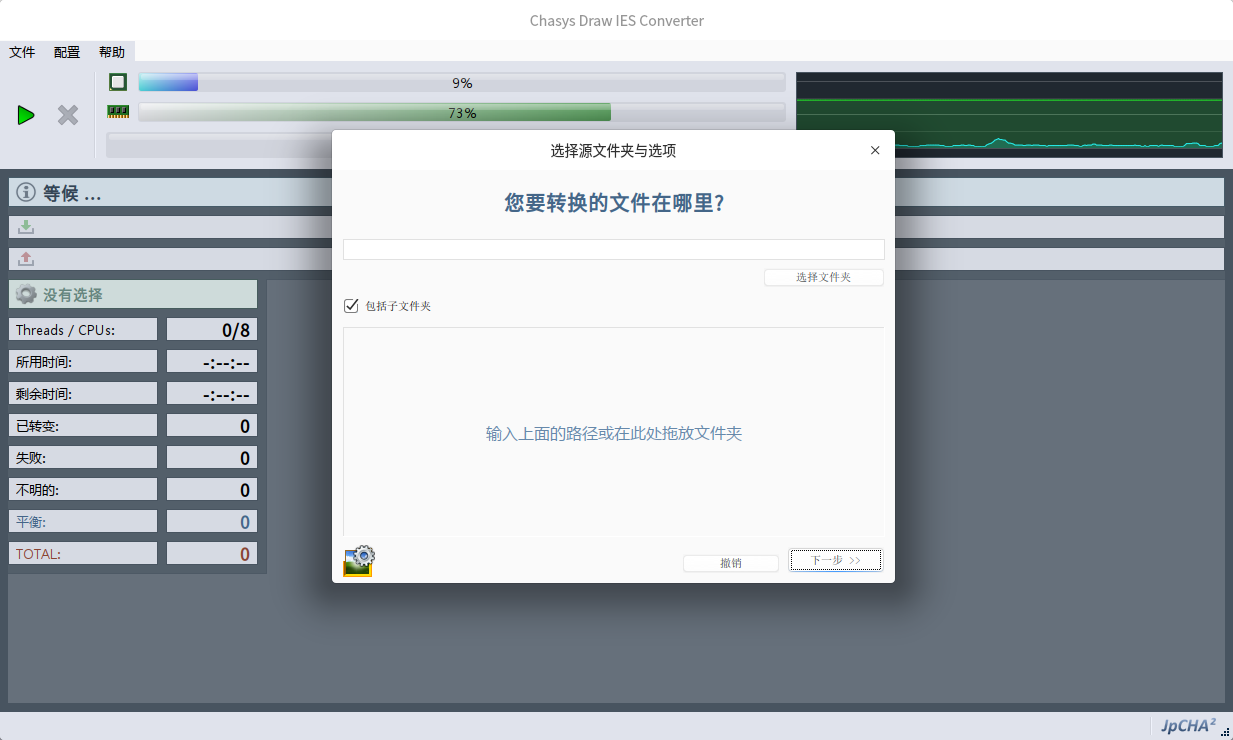 Chasys Draw IES Converter
文件 配置 帮助
9%
73%
选择源文件夹与选项
您要转换的文件在哪里?
选择文件夹
包括子文件夹
输入上面的路径或在此处拖放文件夹
撤销
下一步 >>
等候 ...
没有选择
Threads / CPUs: 0/8
所用时间: -:--:--
剩余时间: -:--:--
已转变: 0
失败: 0
不明的: 0
平衡: 0
TOTAL: 0
JpCHA²